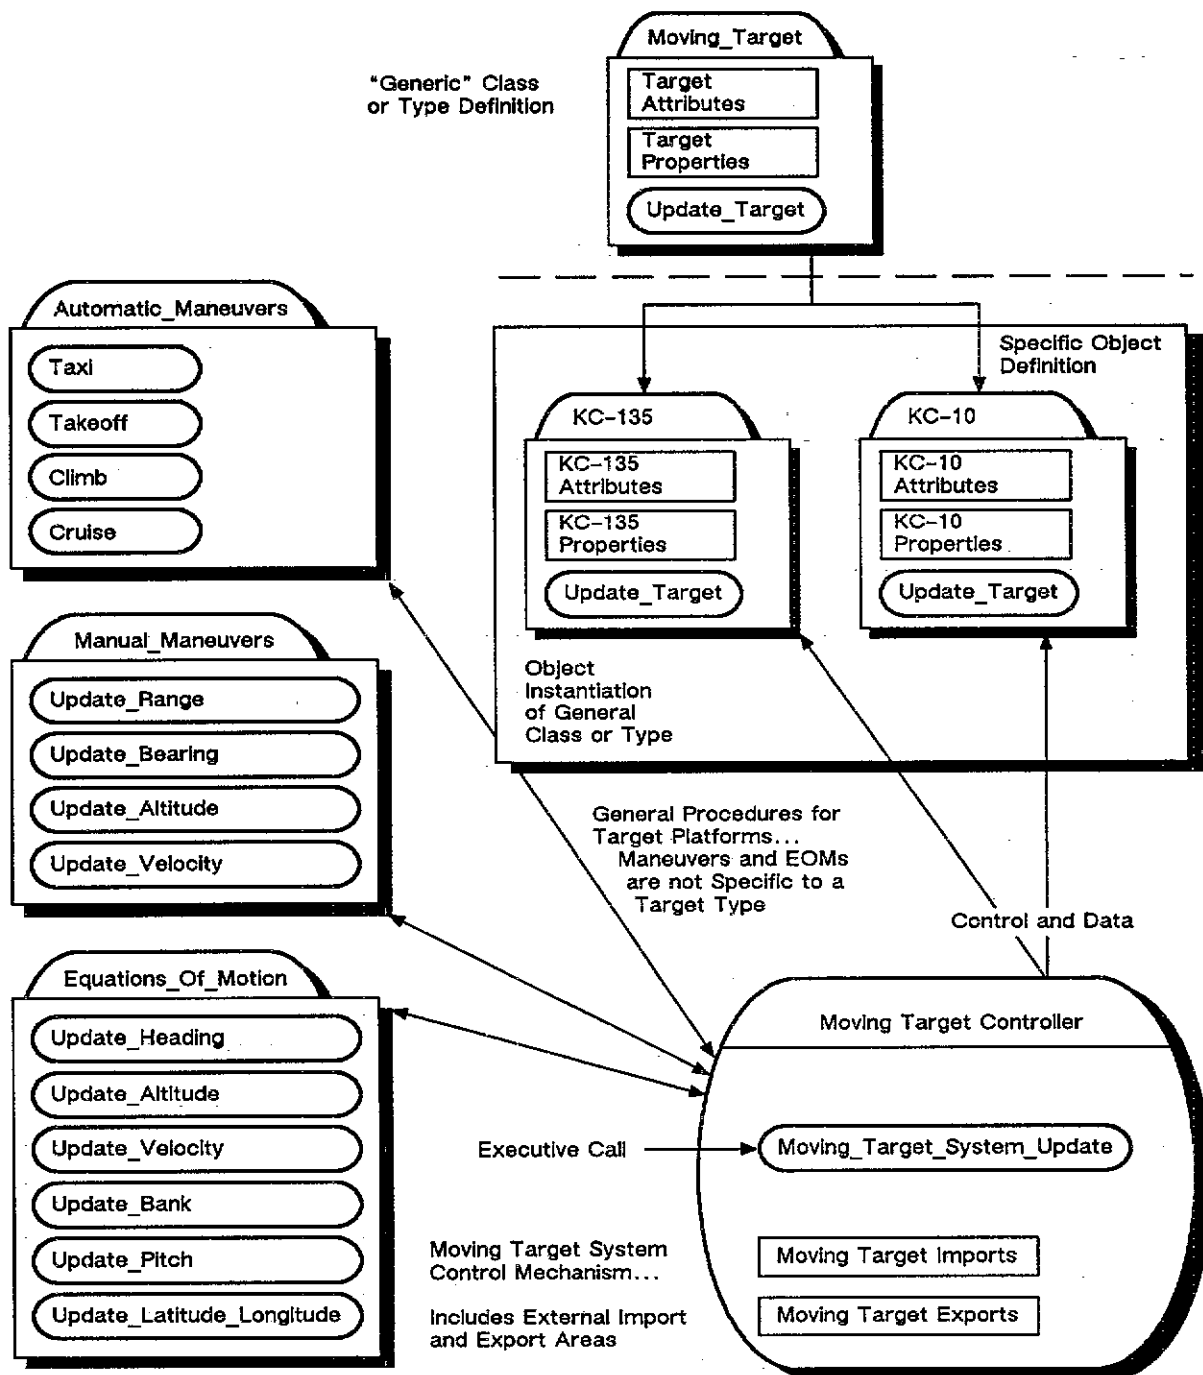 Moving_Target
"Generic" Class
or Type Definition
Target
Attributes
Target
Properties
Update_Target
Automatic_Maneuvers
Taxi
Takeoff
Climb
Cruise
Specific Object
Definition
KC-135
KC-135
Attributes
KC-135
Properties
Update_Target
KC-10
KC-10
Attributes
KC-10
Properties
Update_Target
Object
Instantiation
of General
Class or Type
Manual_Maneuvers
Update_Range
Update_Bearing
Update_Altitude
Update_Velocity
General Procedures for
Target Platforms...
Maneuvers and EOMs
are not Specific to a
Target Type
Control and Data
Equations_Of_Motion
Update_Heading
Update_Altitude
Update_Velocity
Update_Bank
Update_Pitch
Update_Latitude_Longitude
Moving Target Controller
Executive Call
Moving_Target_System_Update
Moving Target System
Control Mechanism...
Includes External Import
and Export Areas
Moving Target Imports
Moving Target Exports